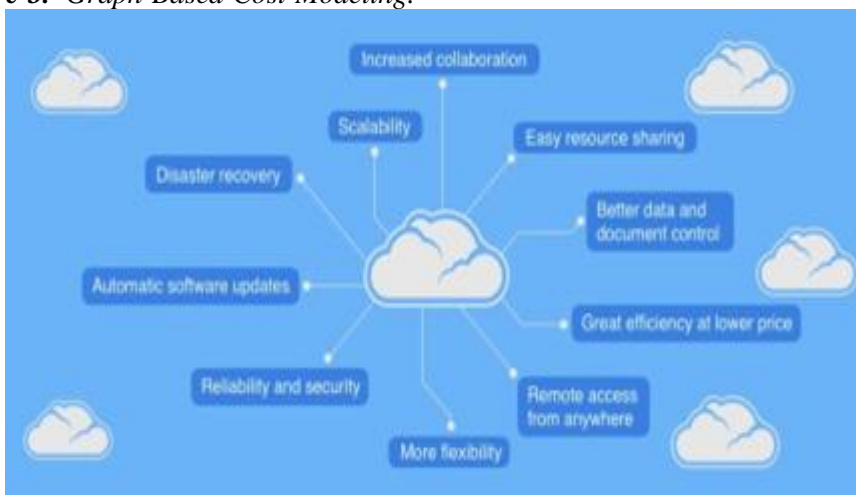 Graph-Based Cost Modeling.
Increased collaboration
Scalability
Easy resource sharing
Disaster recovery
Better data and
document control
Automatic software updates
Great efficiency at lower price
Reliability and security
Remote access
from anywhere
More flexibility